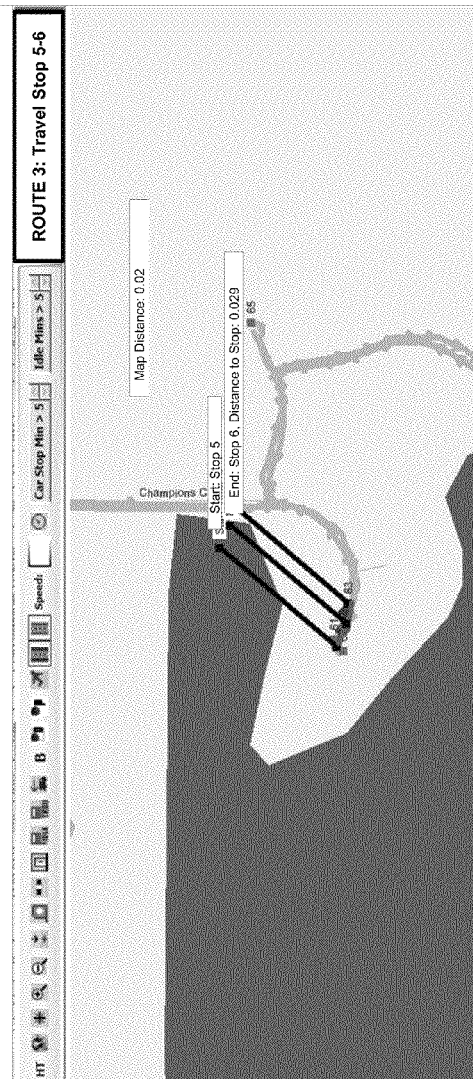 ROUTE 3: Travel Stop 5-6
HT
B
Speed:
Car Stop Min > 5
Idle Mins > 5
Map Distance: 0.02
Start: Stop 5
End: Stop 6, Distance to Stop: 0.029
Champions C
65
61
63